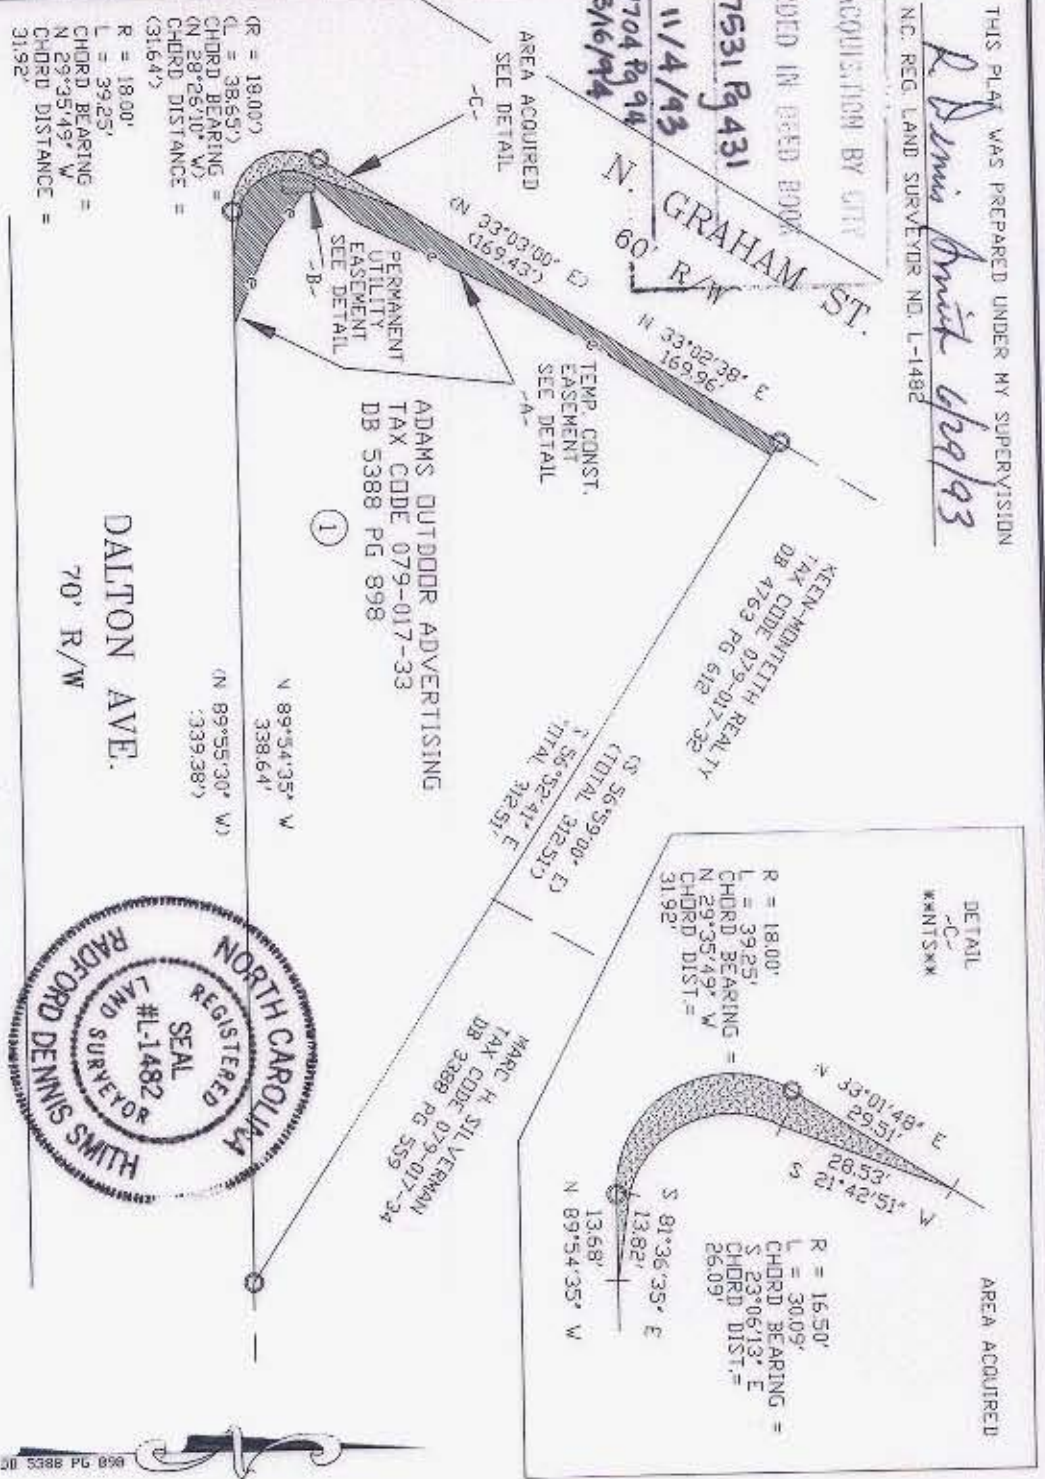 THIS PLAT WAS PREPARED UNDER MY SUPERVISION
R. Dennis Smith 6/29/93
N.C. REG. LAND SURVEYOR NO. L-1482
ACQUISITION BY CITY
DED IN DEED BOOK
7531 Pg 431
11/4/93
7704 Pg 94
3/16/94
N. GRAHAM ST.
60' R/W
AREA ACQUIRED
SEE DETAIL
-C-
(N 33°03'00" E)
(169.43')
N 33°02'38" E
169.96'
TEMP. CONST.
EASEMENT
SEE DETAIL
-A-
PERMANENT
UTILITY
EASEMENT
SEE DETAIL
-B-
(R = 18.00')
(L = 38.65')
CHORD BEARING =
(N 28°26'10" W)
CHORD DISTANCE =
(31.64')
R = 18.00'
L = 39.25'
CHORD BEARING =
N 29°35'49" W
CHORD DISTANCE =
31.92'
ADAMS OUTDOOR ADVERTISING
TAX CODE 079-017-33
DB 5388 PG 898
1
KEEN-MONTEITH REALTY
TAX CODE 079-017-32
DB 4763 PG 612
(S 56°59'00" E)
(TOTAL 312.51')
S 56°52'41" E
TOTAL 312.51'
MARC H. SILVERMAN
TAX CODE 079-017-34
DB 3388 PG 559
N 89°54'35" W
338.64'
(N 89°55'30" W)
(339.38')
DALTON AVE.
70' R/W
DETAIL
-C-
**NTS**
AREA ACQUIRED
R = 18.00'
L = 39.25'
CHORD BEARING =
N 29°35'49" W
CHORD DIST.=
31.92'
N 33°01'48" E
29.51'
28.53'
S 21°42'51" W
R = 16.50'
L = 30.09'
CHORD BEARING =
S 23°06'13" E
CHORD DIST.=
26.09'
S 81°36'35" E
13.82'
13.68'
N 89°54'35" W
NORTH CAROLINA
REGISTERED
SEAL
#L-1482
LAND SURVEYOR
RADFORD DENNIS SMITH
DB 5388 PG 898